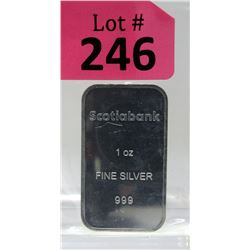 Lot #
246
Scotiabank
1 oz
FINE SILVER
999